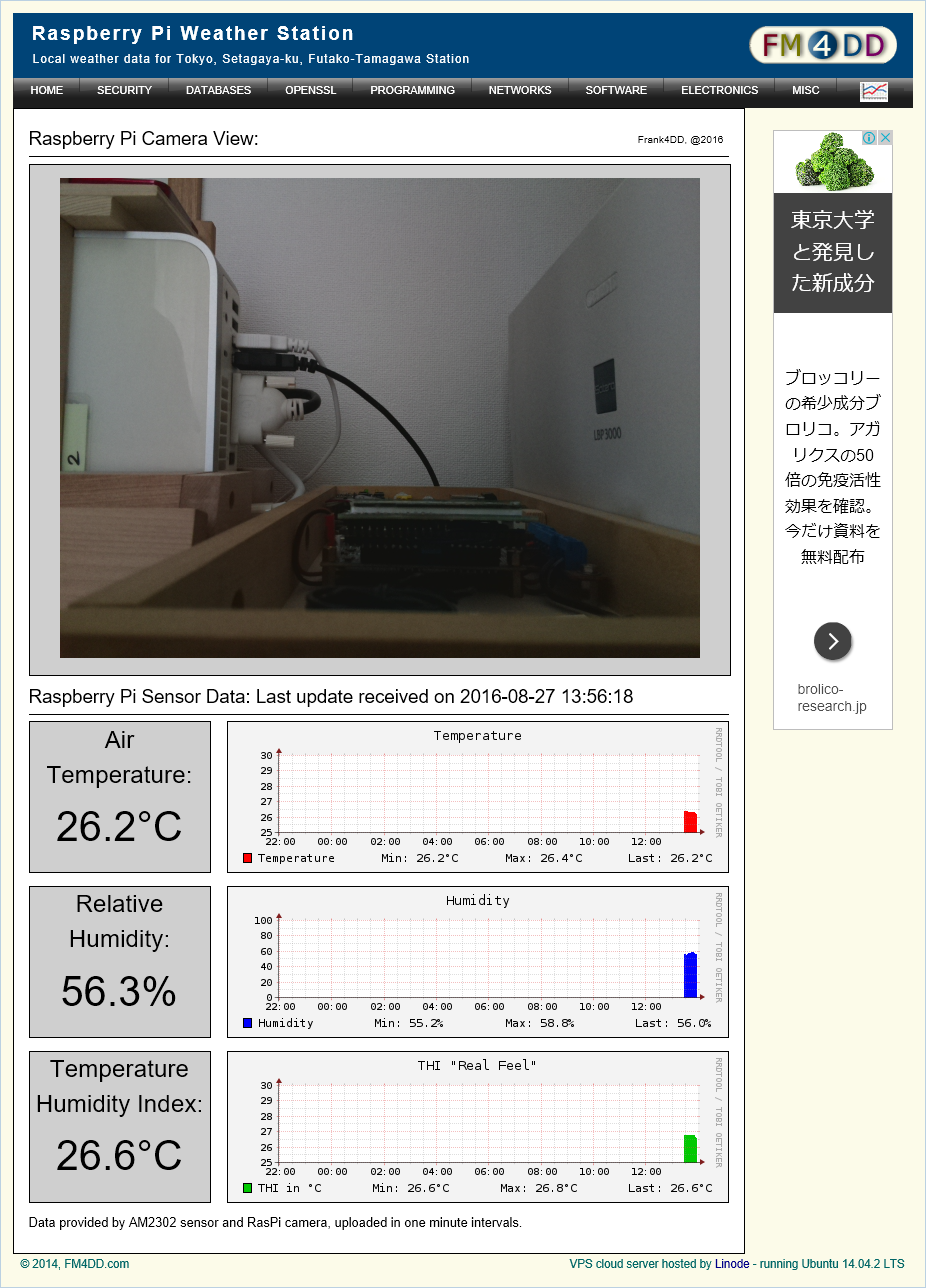 Raspberry Pi Weather Station
Local weather data for Tokyo, Setagaya-ku, Futako-Tamagawa Station
FM4DD
HOME SECURITY DATABASES OPENSSL PROGRAMMING NETWORKS SOFTWARE ELECTRONICS MISC
Raspberry Pi Camera View:
Frank4DD, @2016
2
LBP3000
Raspberry Pi Sensor Data: Last update received on 2016-08-27 13:56:18
Air
Temperature:
26.2°C
Temperature
30
29
28
27
26
25
22:00 00:00 02:00 04:00 06:00 08:00 10:00 12:00
Temperature Min: 26.2°C Max: 26.4°C Last: 26.2°C
RRDTOOL / TOBI OETIKER
Relative
Humidity:
56.3%
Humidity
100
80
60
40
20
0
22:00 00:00 02:00 04:00 06:00 08:00 10:00 12:00
Humidity Min: 55.2% Max: 58.8% Last: 56.0%
RRDTOOL / TOBI OETIKER
Temperature
Humidity Index:
26.6°C
THI "Real Feel"
30
29
28
27
26
25
22:00 00:00 02:00 04:00 06:00 08:00 10:00 12:00
THI in °C Min: 26.6°C Max: 26.8°C Last: 26.6°C
RRDTOOL / TOBI OETIKER
Data provided by AM2302 sensor and RasPi camera, uploaded in one minute intervals.
東京大学
と発見し
た新成分
ブロッコリー
の希少成分ブ
ロリコ。アガ
リクスの50
倍の免疫活性
効果を確認。
今だけ資料を
無料配布
brolico-
research.jp
© 2014, FM4DD.com
VPS cloud server hosted by Linode - running Ubuntu 14.04.2 LTS